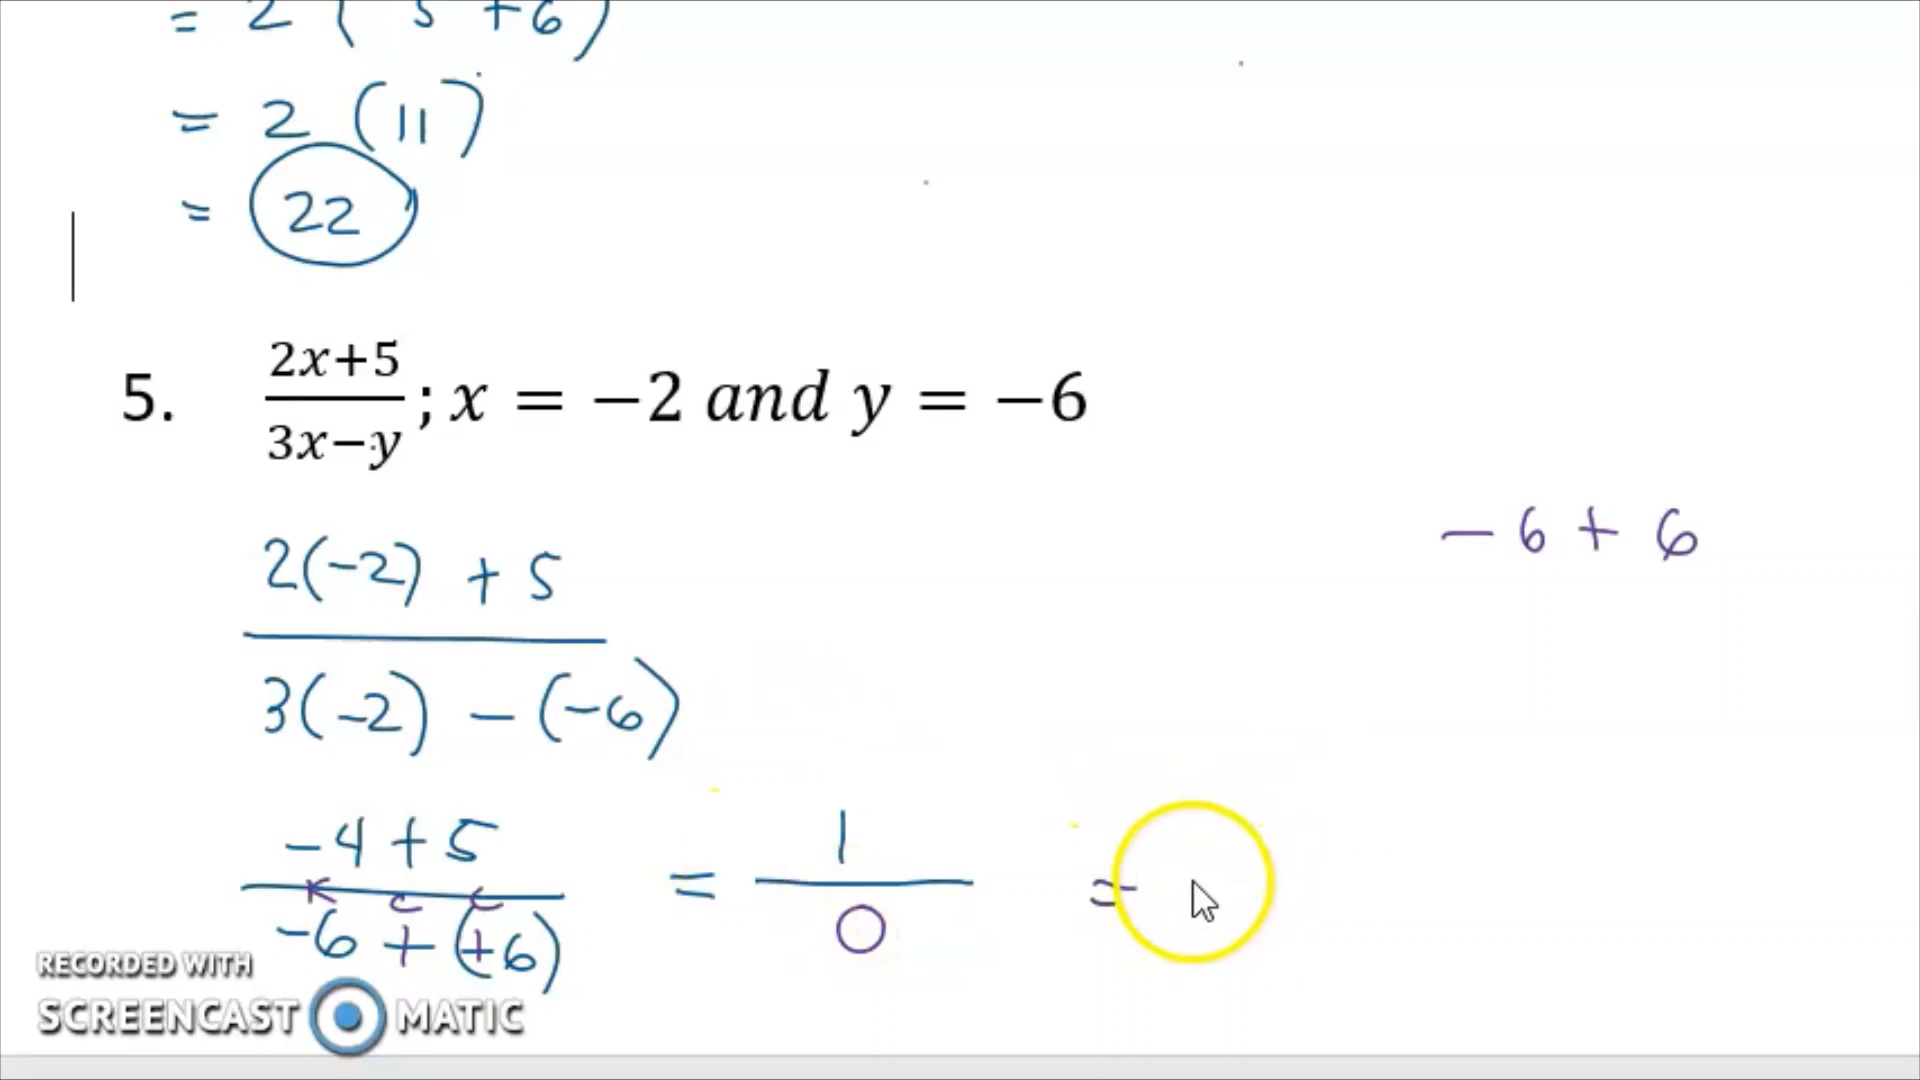 = 2 ( 5 + 6 )
= 2 (11)
= 22
5. 2x+5
3x−y ; x = −2 and y = −6
− 6 + 6
2(-2) + 5
3(-2) − (-6)
-4 + 5
-6 + (+6) = 1
0 =
RECORDED WITH
SCREENCAST MATIC